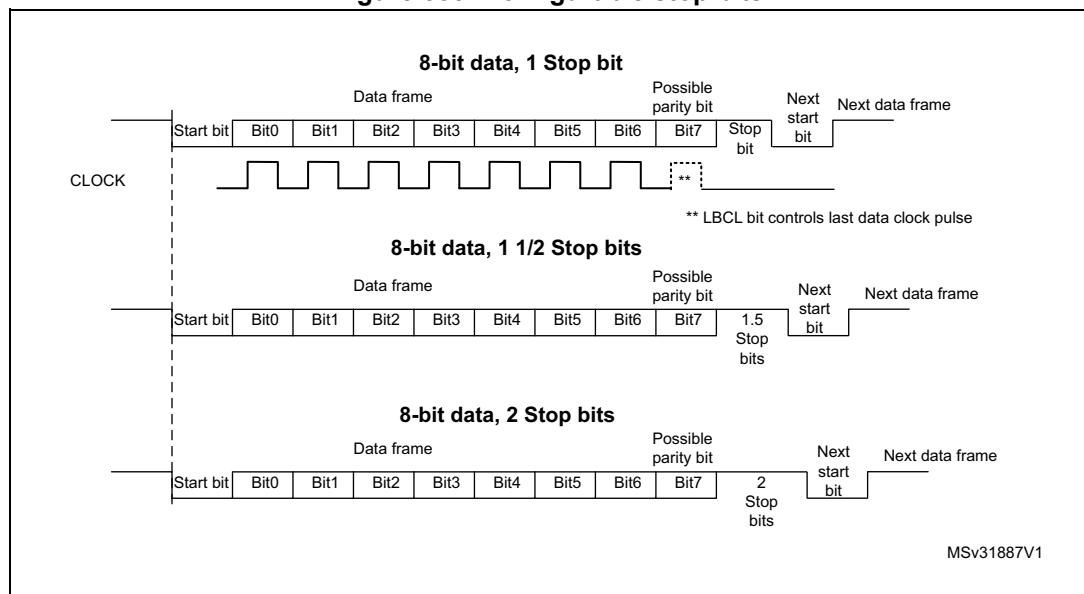 8-bit data, 1 Stop bit
Data frame
Possible
parity bit
Next
start
bit
Next data frame
Start bit Bit0 Bit1 Bit2 Bit3 Bit4 Bit5 Bit6 Bit7 Stop
bit
CLOCK
**
** LBCL bit controls last data clock pulse
8-bit data, 1 1/2 Stop bits
Data frame
Possible
parity bit
Next
start
bit
Next data frame
Start bit Bit0 Bit1 Bit2 Bit3 Bit4 Bit5 Bit6 Bit7 1.5
Stop
bits
8-bit data, 2 Stop bits
Data frame
Possible
parity bit
Next
start
bit
Next data frame
Start bit Bit0 Bit1 Bit2 Bit3 Bit4 Bit5 Bit6 Bit7 2
Stop
bits
MSv31887V1